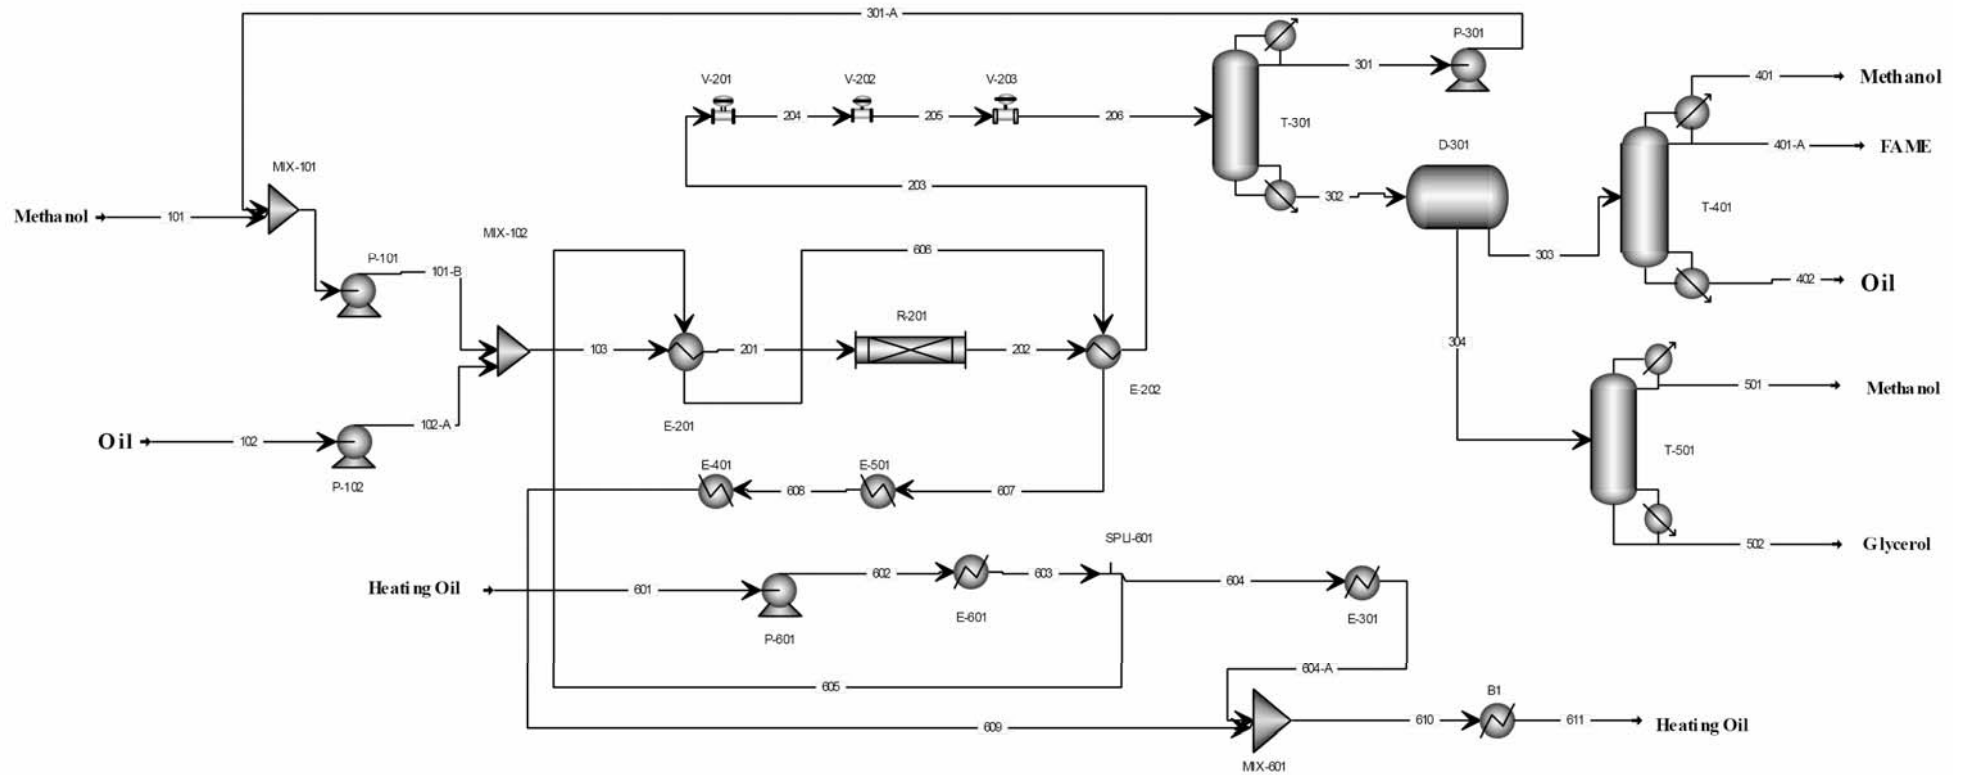 301-A
P-301
V-201
V-202
V-203
301
401
Methanol
204
205
206
T-301
D-301
401-A
FAME
MIX-101
203
302
T-401
Methanol
101
MIX-102
P-101
101-B
606
303
402
Oil
R-201
103
201
202
304
E-202
501
Methanol
E-201
102-A
Oil
102
T-501
P-102
E-401
E-501
608
607
SPLI-601
502
Glycerol
602
603
604
Heating Oil
601
E-601
E-301
P-601
604-A
605
B1
609
610
611
Heating Oil
MIX-601